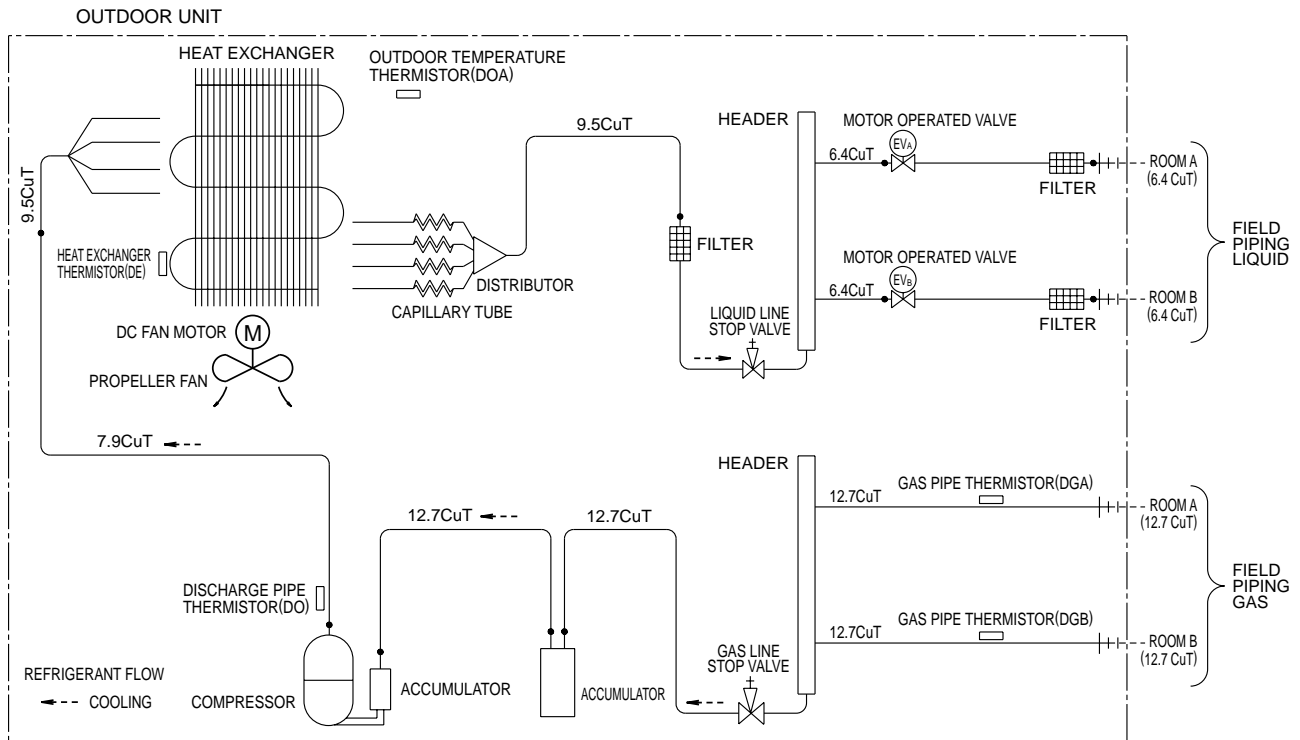 OUTDOOR UNIT
HEAT EXCHANGER
OUTDOOR TEMPERATURE
THERMISTOR(DOA)
9.5CuT
HEADER
MOTOR OPERATED VALVE
EVA
6.4CuT
FILTER
ROOM A
(6.4 CuT)
9.5CuT
HEAT EXCHANGER
THERMISTOR(DE)
FILTER
DISTRIBUTOR
CAPILLARY TUBE
MOTOR OPERATED VALVE
EVB
6.4CuT
FILTER
ROOM B
(6.4 CuT)
FIELD
PIPING
LIQUID
LIQUID LINE
STOP VALVE
DC FAN MOTOR
M
PROPELLER FAN
7.9CuT
HEADER
12.7CuT
GAS PIPE THERMISTOR(DGA)
ROOM A
(12.7 CuT)
12.7CuT
12.7CuT
DISCHARGE PIPE
THERMISTOR(DO)
FIELD
PIPING
GAS
12.7CuT
GAS PIPE THERMISTOR(DGB)
ROOM B
(12.7 CuT)
GAS LINE
STOP VALVE
REFRIGERANT FLOW
COOLING
COMPRESSOR
ACCUMULATOR
ACCUMULATOR